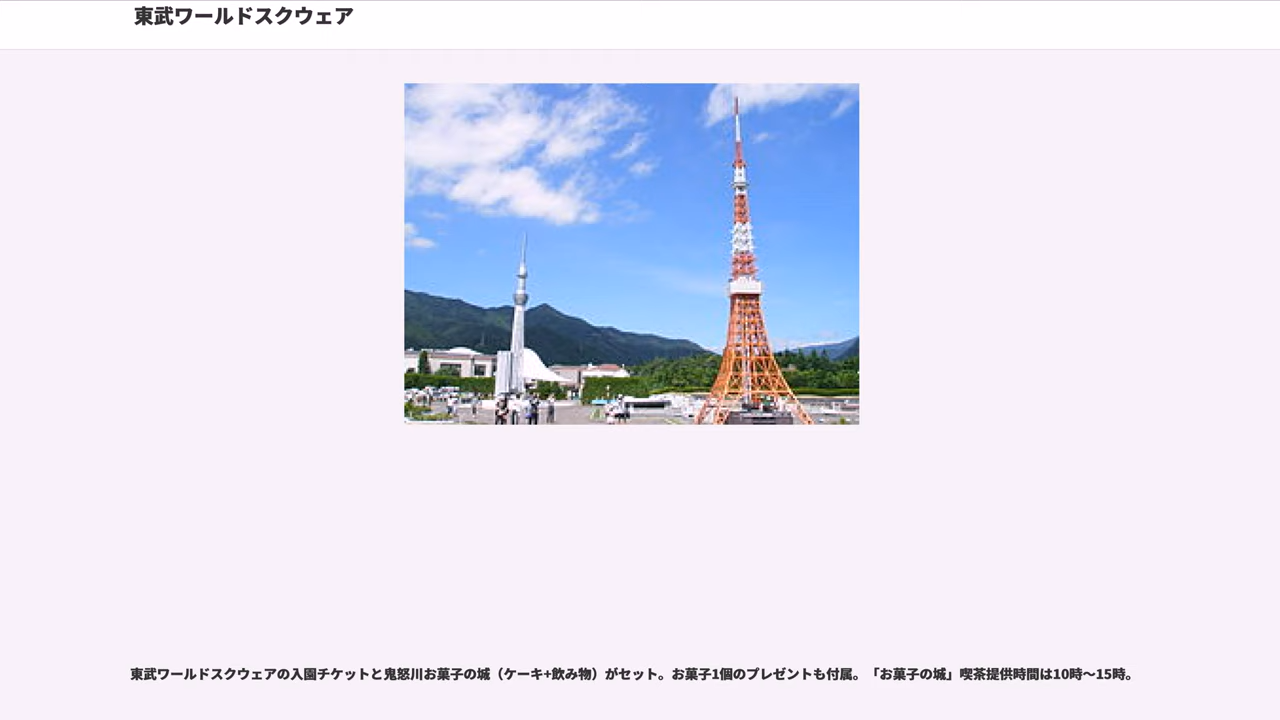 東武ワールドスクウェア
東武ワールドスクウェアの入園チケットと鬼怒川お菓子の城（ケーキ+飲み物）がセット。お菓子1個のプレゼントも付属。「お菓子の城」喫茶提供時間は10時～15時。